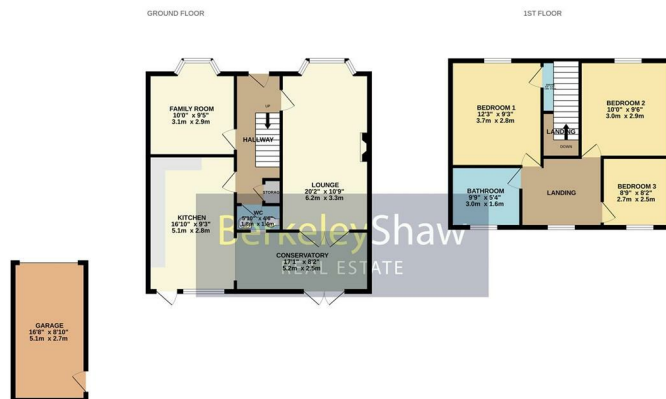 GROUND FLOOR
1ST FLOOR
FAMILY ROOM
10'0" x 9'5"
3.1m x 2.9m
UP
HALLWAY
STORAGE
LOUNGE
20'2" x 10'9"
6.2m x 3.3m
KITCHEN
16'10" x 9'3"
5.1m x 2.8m
WC
CONSERVATORY
17'1" x 8'2"
5.2m x 2.5m
BerkeleyShaw
REAL ESTATE
GARAGE
16'8" x 8'10"
5.1m x 2.7m
BEDROOM 1
12'3" x 9'3"
3.7m x 2.8m
BEDROOM 2
10'0" x 9'6"
3.0m x 2.9m
LANDING
DOWN
BATHROOM
9'9" x 5'4"
3.0m x 1.6m
LANDING
BEDROOM 3
8'9" x 8'2"
2.7m x 2.5m